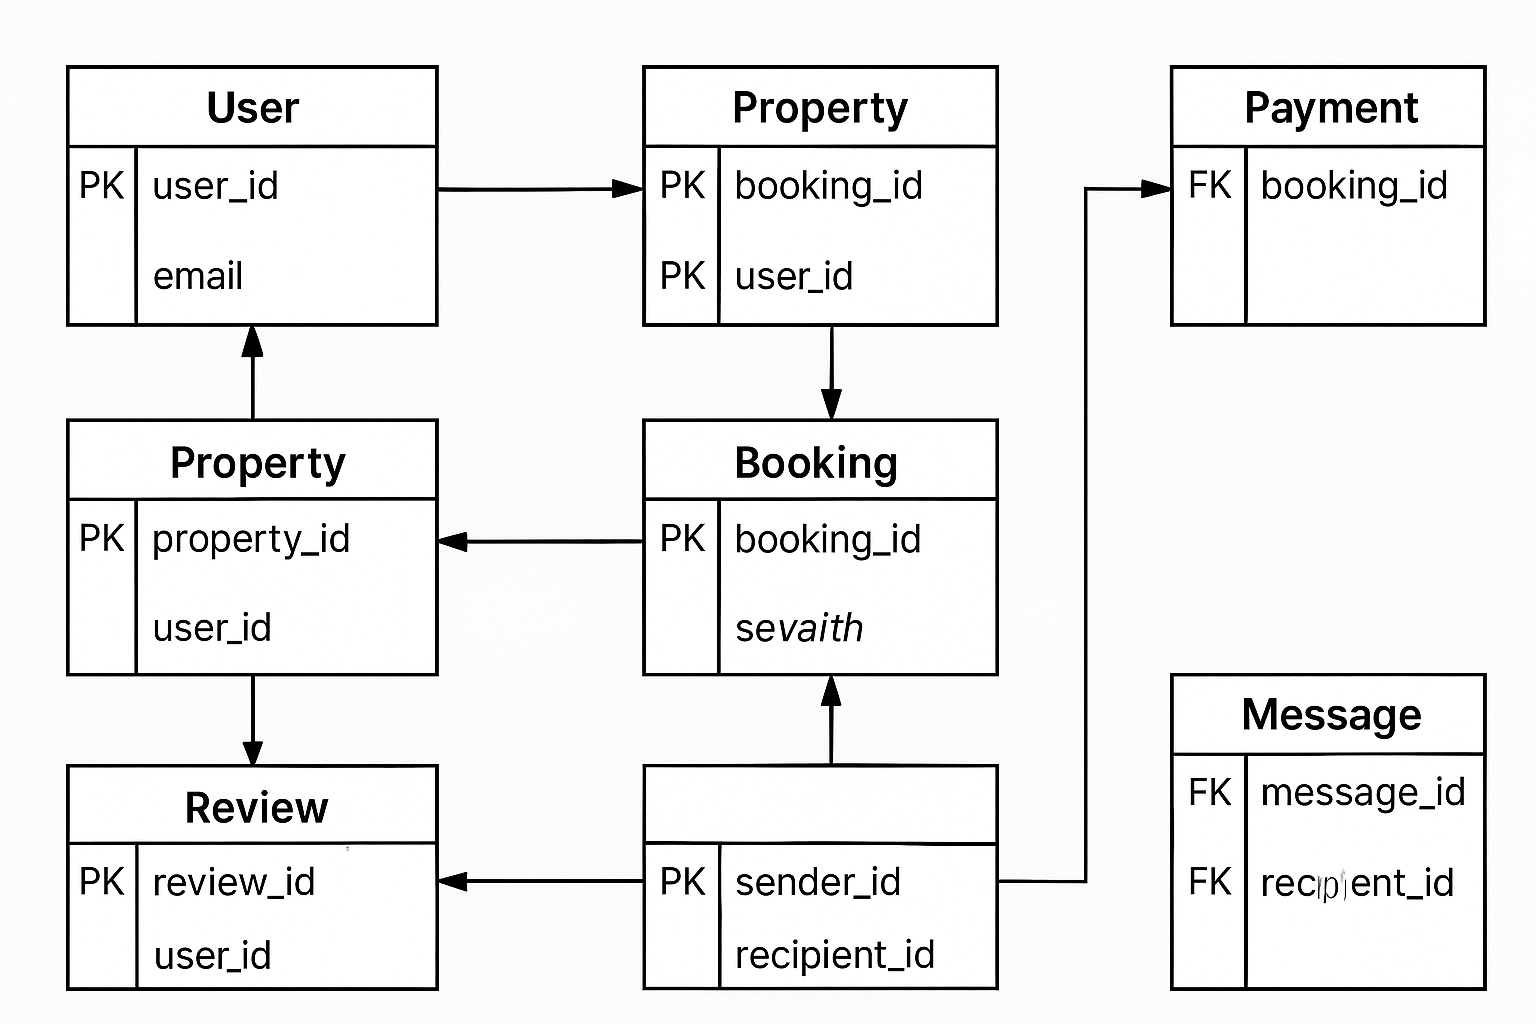 User
PK user_id
email
Property
PK booking_id
PK user_id
Payment
FK booking_id
Property
PK property_id
user_id
Booking
PK booking_id
sevaith
Review
PK review_id
user_id
PK sender_id
recipient_id
Message
FK message_id
FK recipient_id